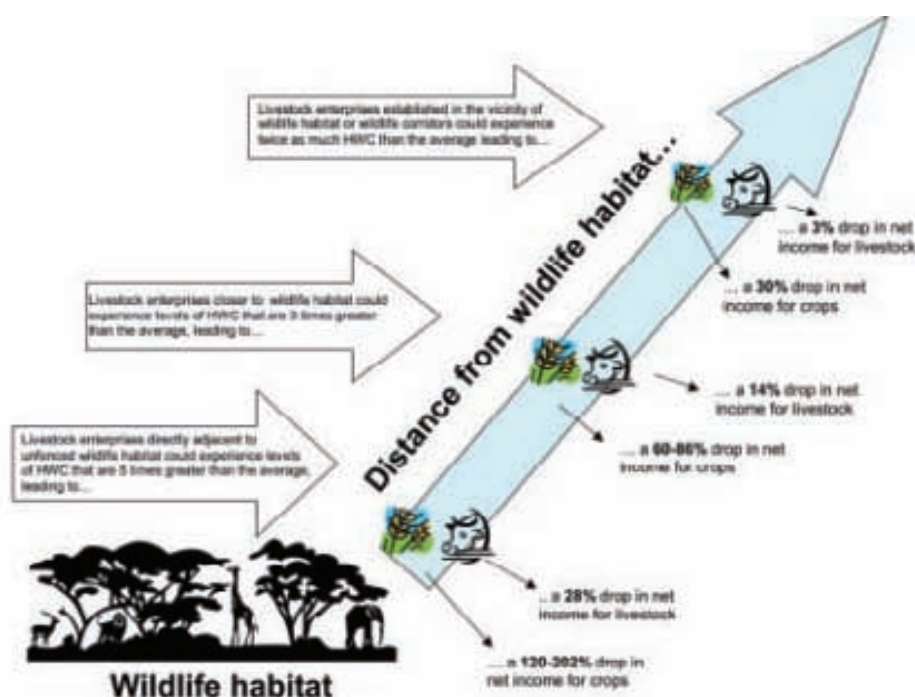 Livestock enterprises established in the vicinity of
wildlife habitat or wildlife corridors could experience
twice as much HWC than the average leading to...
Livestock enterprises closer to wildlife habitat could
experience levels of HWC that are 3 times greater
than the average, leading to...
Livestock enterprises directly adjacent to
unfenced wildlife habitat could experience levels
of HWC that are 5 times greater than the average,
leading to...
Distance from wildlife habitat...
.... a 3% drop in net
income for livestock
... a 30% drop in net
income for crops
.... a 14% drop in net
income for livestock
.... a 60-86% drop in net
income for crops
... a 28% drop in net
income for livestock
.... a 120-202% drop in
net income for crops
Wildlife habitat